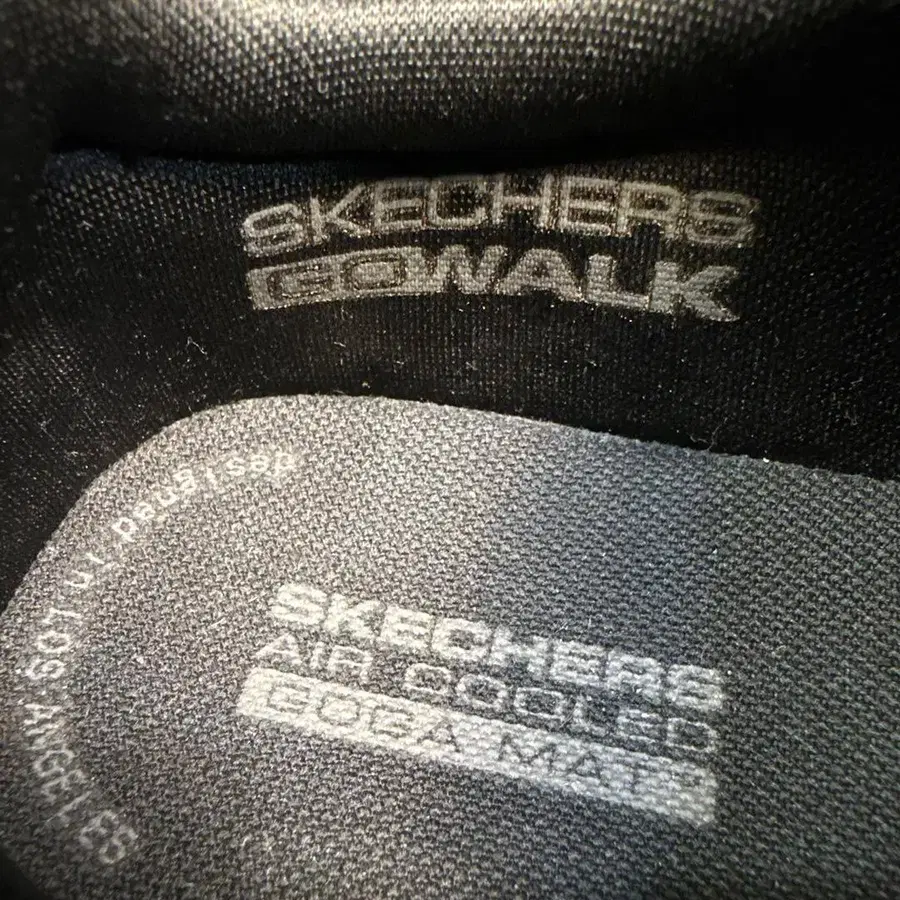 SKECHERS
GOWALK
designed in LOS ANGELES
SKECHERS
AIR COOLED
GOGA MAT